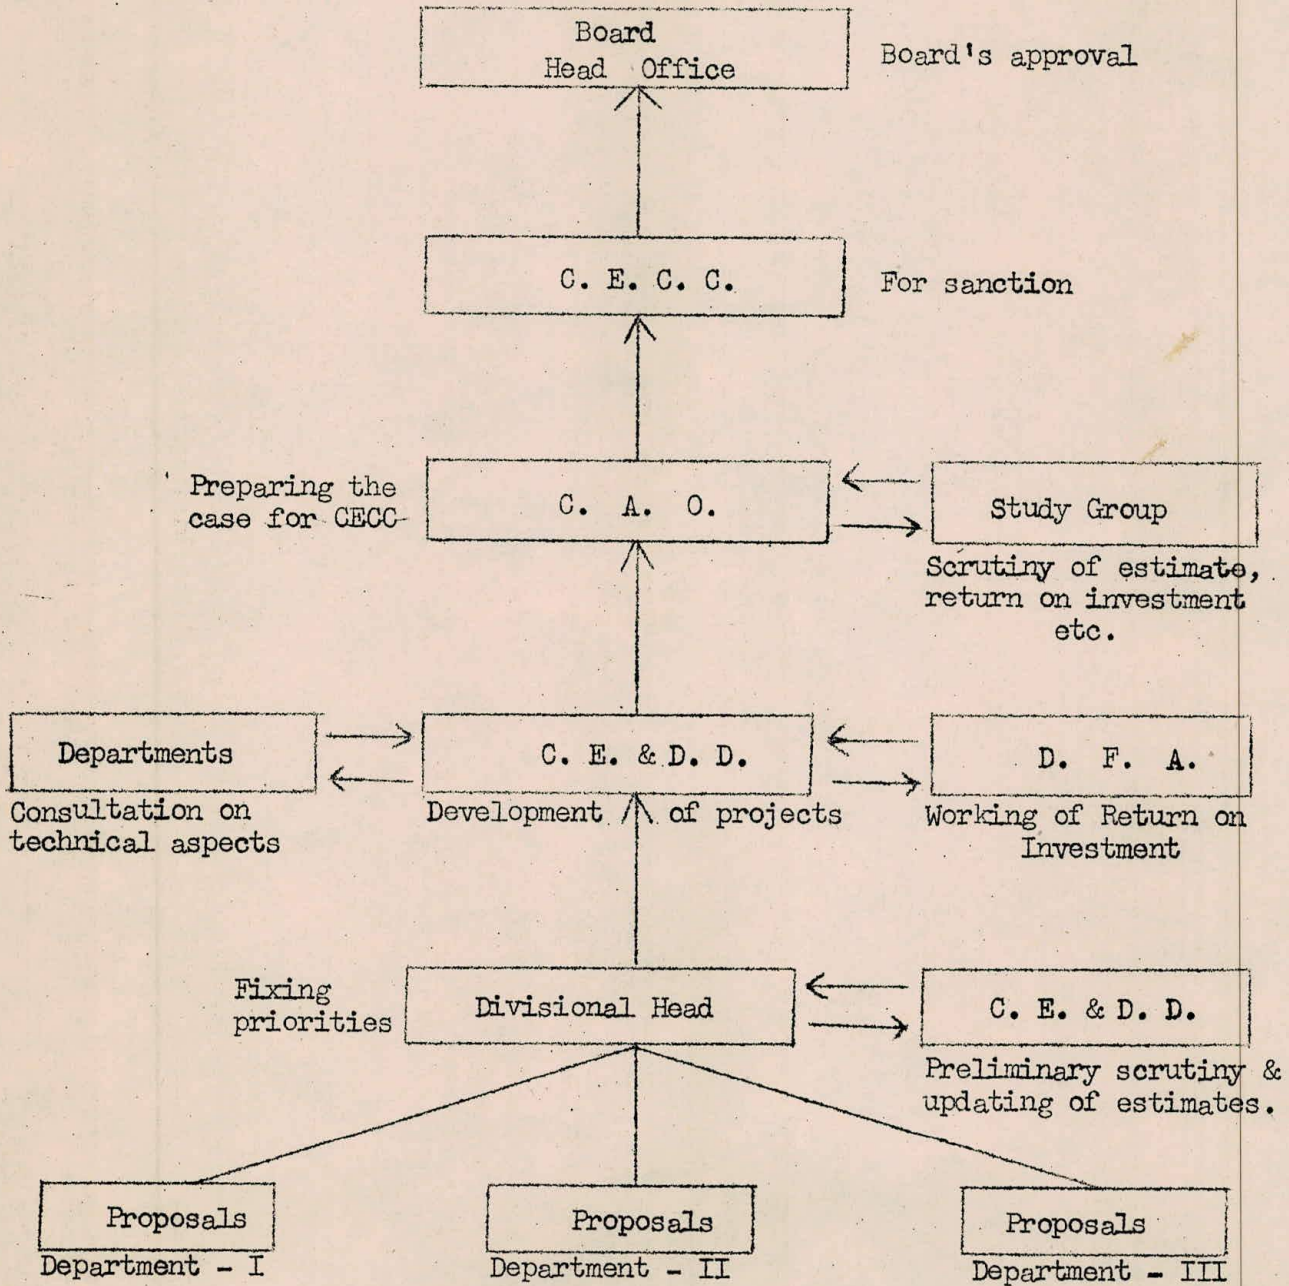 Board
Head Office
Board's approval
C. E. C. C.
For sanction
Preparing the
case for CECC
C. A. O.
Study Group
Scrutiny of estimate,
return on investment
etc.
Departments
Consultation on
technical aspects
C. E. & D. D.
Development of projects
D. F. A.
Working of Return on
Investment
Fixing
priorities
Divisional Head
C. E. & D. D.
Preliminary scrutiny &
updating of estimates.
Proposals
Department - I
Proposals
Department - II
Proposals
Department - III